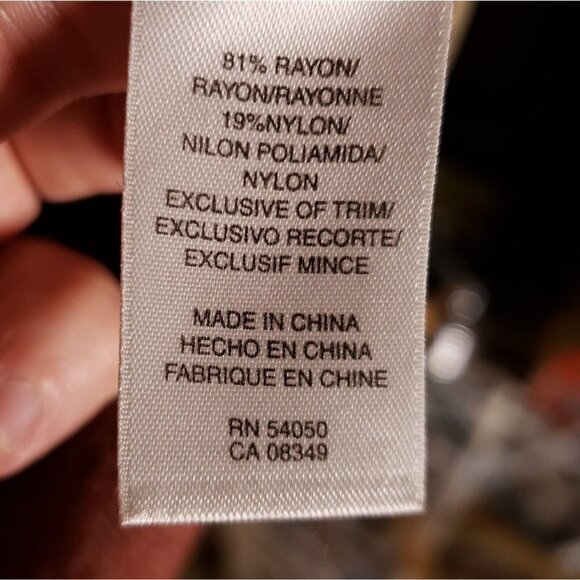 81% RAYON/
RAYON/RAYONNE
19%NYLON/
NILON POLIAMIDA/
NYLON
EXCLUSIVE OF TRIM/
EXCLUSIVO RECORTE/
EXCLUSIF MINCE
MADE IN CHINA
HECHO EN CHINA
FABRIQUE EN CHINE
RN 54050
CA 08349